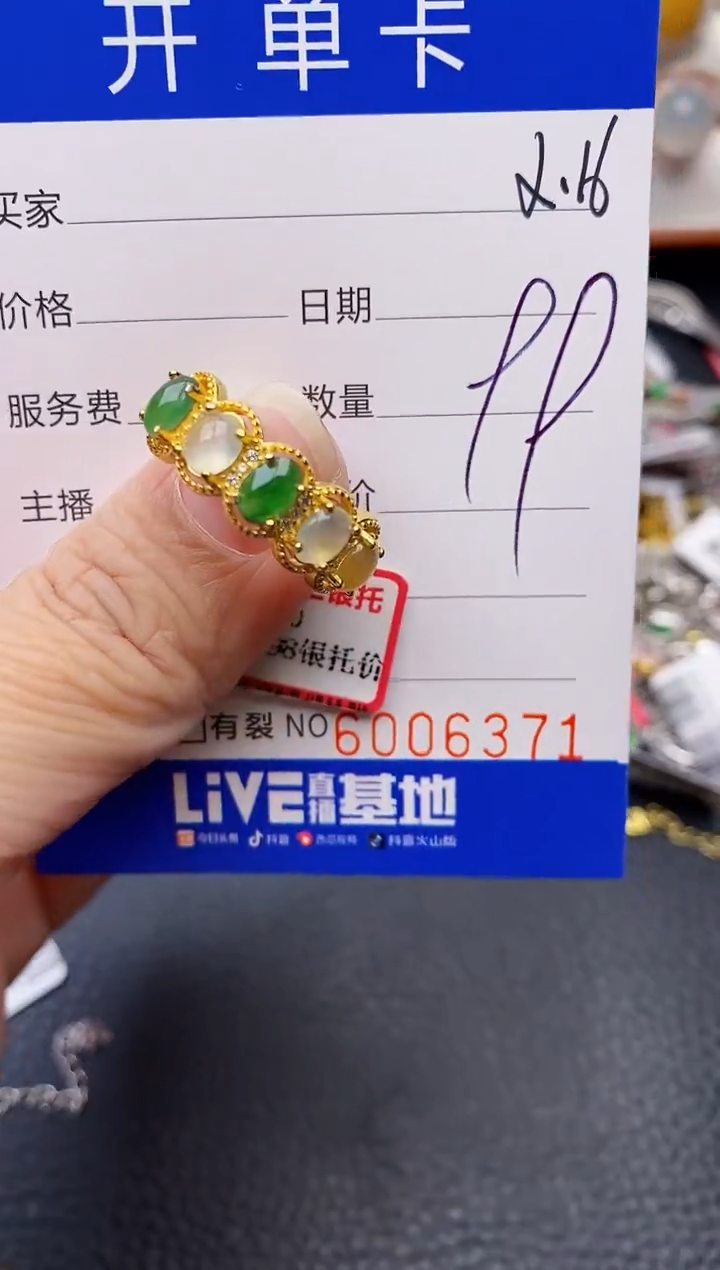 开单卡
2.16
买家
价格 日期
服务费 数量
主播 价
银托
银托价
有裂 NO 6006371
LiVE直播基地
今日头条 抖音 西瓜视频 抖音火山版